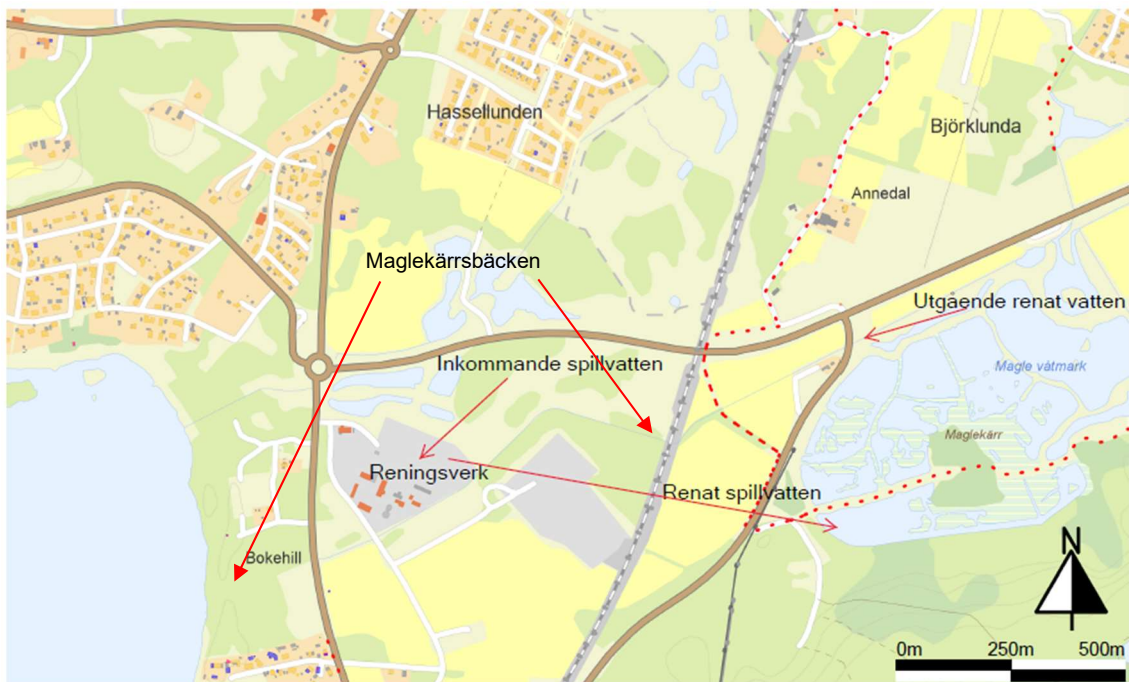 Hassellunden
Björklunda
Annedal
Maglekärrsbäcken
Utgående renat vatten
Inkommande spillvatten
Magle våtmark
Maglekärr
Reningsverk
Renat spillvatten
Bokehill
N
0m 250m 500m